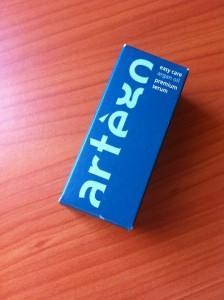 artègo
easy care
argan oil
premium
serum